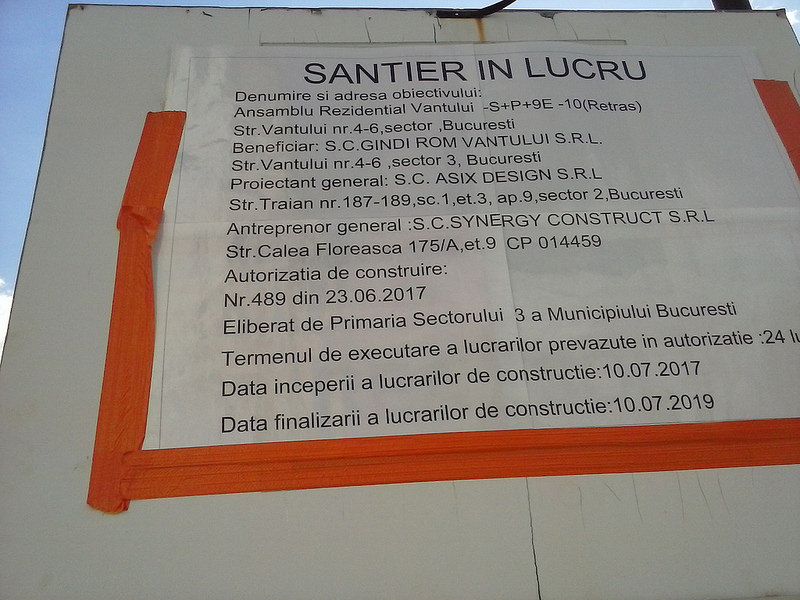 SANTIER IN LUCRU
Denumire si adresa obiectivului:
Ansamblu Rezidential Vantului -S+P+9E -10(Retras)
Str.Vantului nr.4-6,sector ,Bucuresti
Beneficiar: S.C.GINDI ROM VANTULUI S.R.L.
Str.Vantului nr.4-6 ,sector 3, Bucuresti
Proiectant general: S.C. ASIX DESIGN S.R.L
Str.Traian nr.187-189,sc.1,et.3, ap.9,sector 2,Bucuresti
Antreprenor general :S.C.SYNERGY CONSTRUCT S.R.L
Str.Calea Floreasca 175/A,et.9 CP 014459
Autorizatia de construire:
Nr.489 din 23.06.2017
Eliberat de Primaria Sectorului 3 a Municipiului Bucuresti
Termenul de executare a lucrarilor prevazute in autorizatie :24 lu
Data inceperii a lucrarilor de constructie:10.07.2017
Data finalizarii a lucrarilor de constructie:10.07.2019